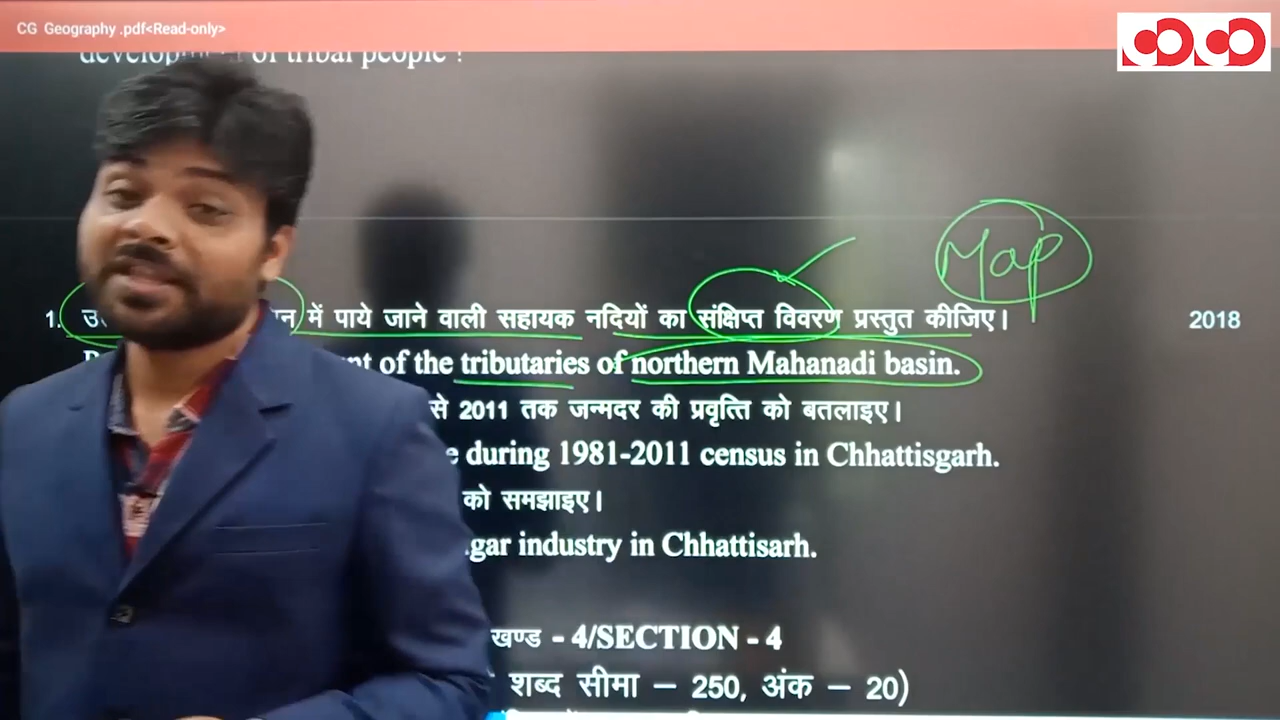 CG Geography .pdf<Read-only>
of tribal people !
Map
1. में पाये जाने वाली सहायक नदियों का संक्षिप्त विवरण प्रस्तुत कीजिए। 2018
of the tributaries of northern Mahanadi basin.
से 2011 तक जन्मदर की प्रवृत्ति को बतलाइए।
during 1981-2011 census in Chhattisgarh.
को समझाइए।
industry in Chhattisarh.
खण्ड - 4/SECTION - 4
शब्द सीमा – 250, अंक – 20)